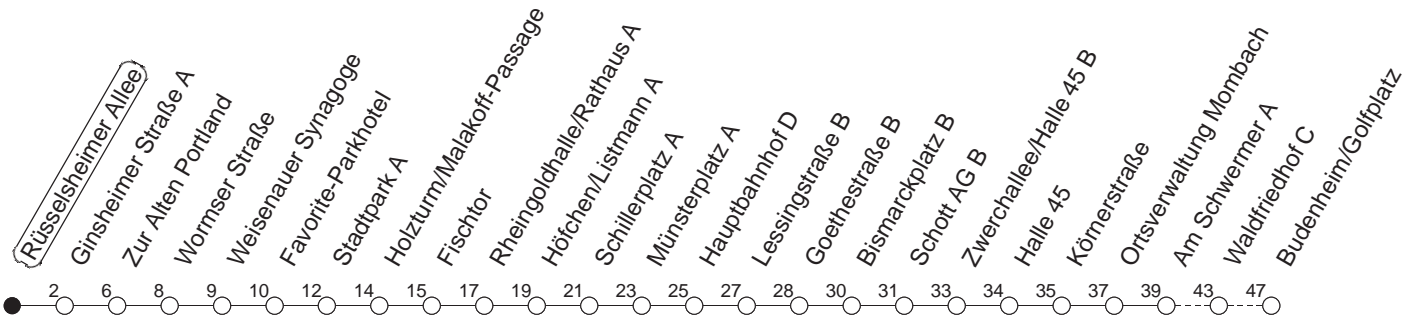 Rüsselsheimer Allee
Ginsheimer Straße A
Zur Alten Portland
Wormser Straße
Weisenauer Synagoge
Favorite-Parkhotel
Stadtpark A
Holzturm/Malakoff-Passage
Fischtor
Rheingoldhalle/Rathaus A
Höfchen/Listmann A
Schillerplatz A
Münsterplatz A
Hauptbahnhof D
Lessingstraße B
Goethestraße B
Bismarckplatz B
Schott AG B
Zwerchallee/Halle 45 B
Halle 45
Körnerstraße
Ortsverwaltung Mombach
Am Schwermer A
Waldfriedhof C
Budenheim/Golfplatz
2 6 8 9 10 12 14 15 17 19 21 23 25 27 28 30 31 33 34 35 37 39 43 47